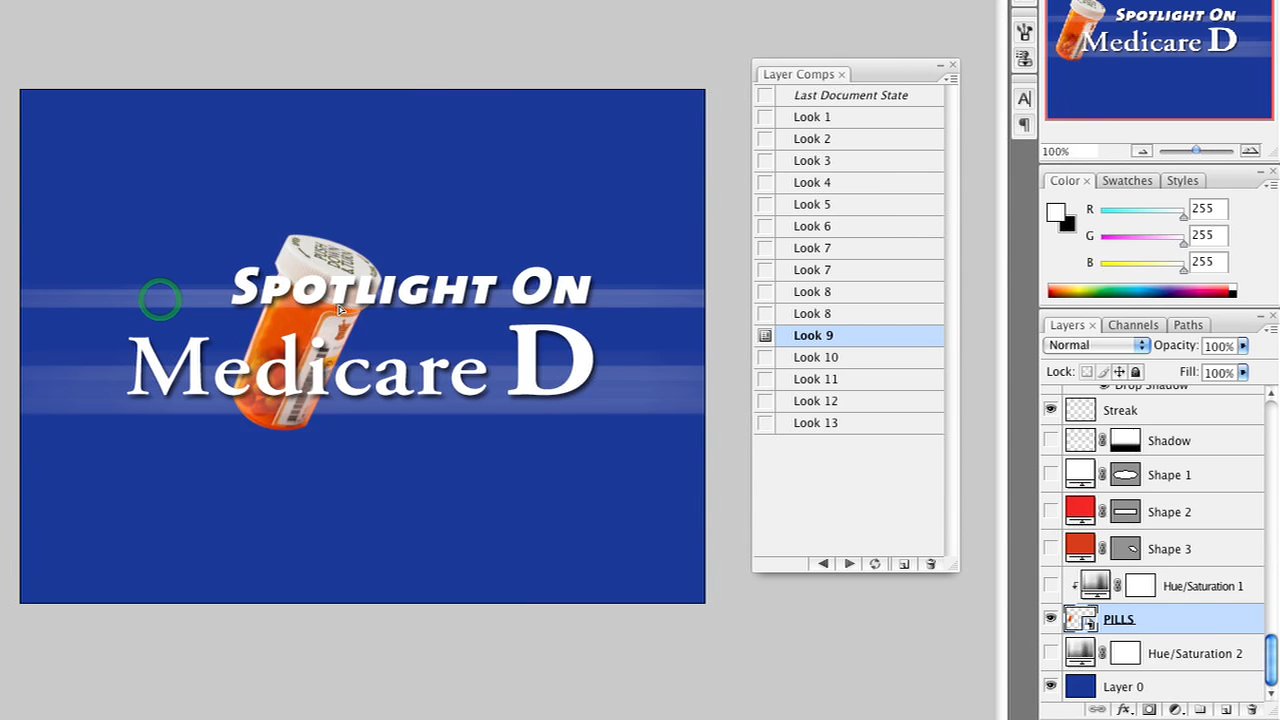 SPOTLIGHT ON
Medicare D
PUSH
DOWN
& TURN
Layer Comps ×
Last Document State
Look 1
Look 2
Look 3
Look 4
Look 5
Look 6
Look 7
Look 7
Look 8
Look 8
Look 9
Look 10
Look 11
Look 12
Look 13
SPOTLIGHT ON
Medicare D
A
100%
Color × Swatches Styles
R 255
G 255
B 255
Layers × Channels Paths
Normal Opacity: 100%
Lock: Fill: 100%
Drop Shadow
Streak
Shadow
Shape 1
Shape 2
Shape 3
Hue/Saturation 1
PILLS
Hue/Saturation 2
Layer 0
fx